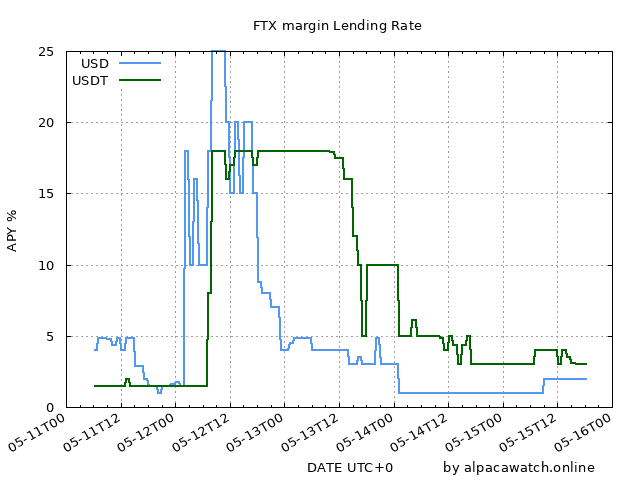 FTX margin Lending Rate
USD
USDT
25
20
15
10
5
0
APY %
05-11T00
05-11T12
05-12T00
05-12T12
05-13T00
05-13T12
05-14T00
05-14T12
05-15T00
05-15T12
05-16T00
DATE UTC+0
by alpacawatch.online